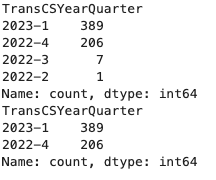 TransCSYearQuarter
2023-1    389
2022-4    206
2022-3      7
2022-2      1
Name: count, dtype: int64
TransCSYearQuarter
2023-1    389
2022-4    206
Name: count, dtype: int64